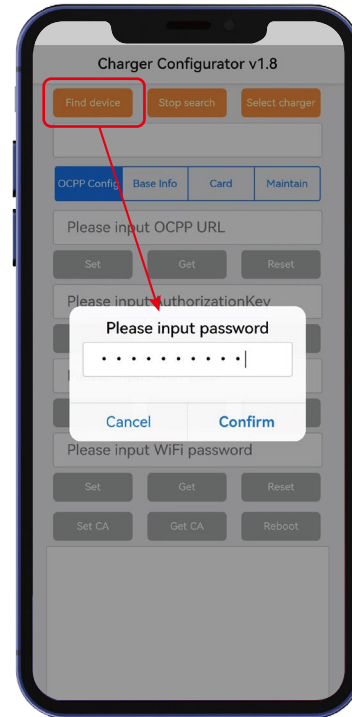 Charger Configurator v1.8
Find device Stop search Select charger
OCPP Config Base Info Card Maintain
Please input OCPP URL
Set Get Reset
Please input AuthorizationKey
Please input password
• • • • • • • • • •
Cancel Confirm
Please input WiFi password
Set Get Reset
Set CA Get CA Reboot